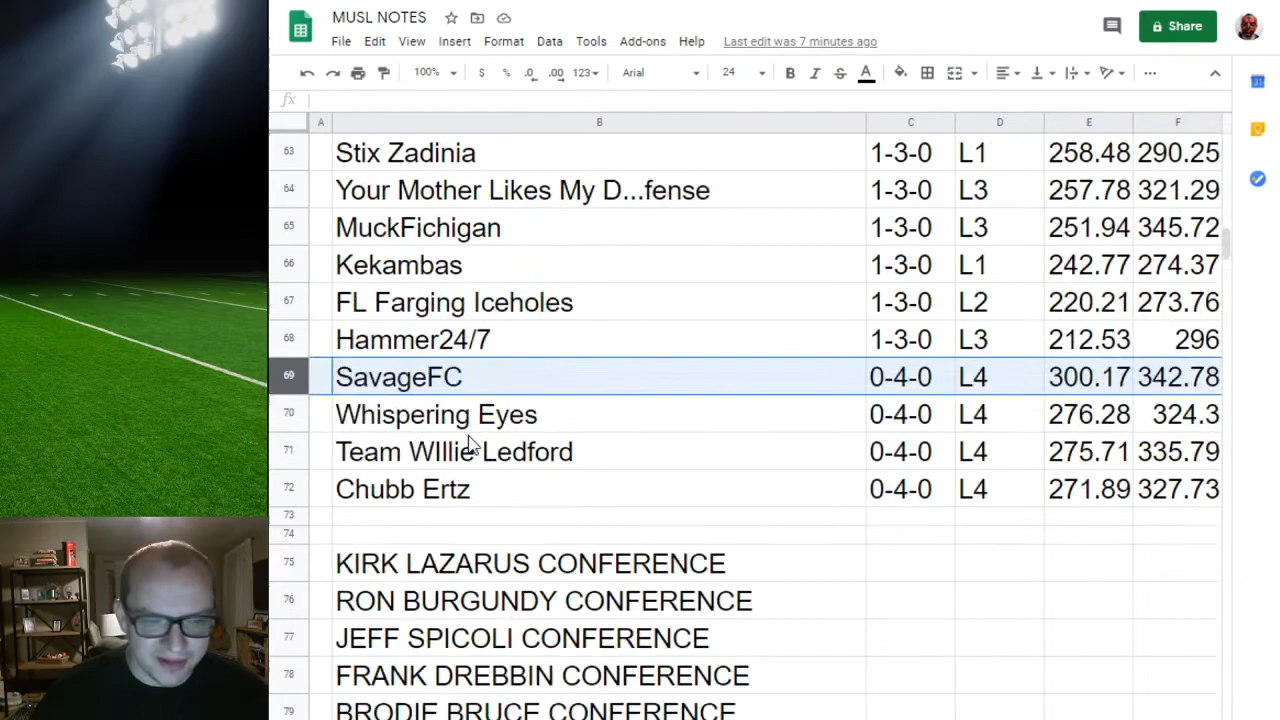 MUSL NOTES
File Edit View Insert Format Data Tools Add-ons Help Last edit was 7 minutes ago
Share
100% $ % .0 .00 123 Arial 24 B I S A
fx
A B C D E F
63 Stix Zadinia 1-3-0 L1 258.48 290.25
64 Your Mother Likes My D...fense 1-3-0 L3 257.78 321.29
65 MuckFichigan 1-3-0 L3 251.94 345.72
66 Kekambas 1-3-0 L1 242.77 274.37
67 FL Farging Iceholes 1-3-0 L2 220.21 273.76
68 Hammer24/7 1-3-0 L3 212.53 296
69 SavageFC 0-4-0 L4 300.17 342.78
70 Whispering Eyes 0-4-0 L4 276.28 324.3
71 Team WIllie Ledford 0-4-0 L4 275.71 335.79
72 Chubb Ertz 0-4-0 L4 271.89 327.73
73
74
75 KIRK LAZARUS CONFERENCE
76 RON BURGUNDY CONFERENCE
77 JEFF SPICOLI CONFERENCE
78 FRANK DREBBIN CONFERENCE
79 BRODIE BRUCE CONFERENCE